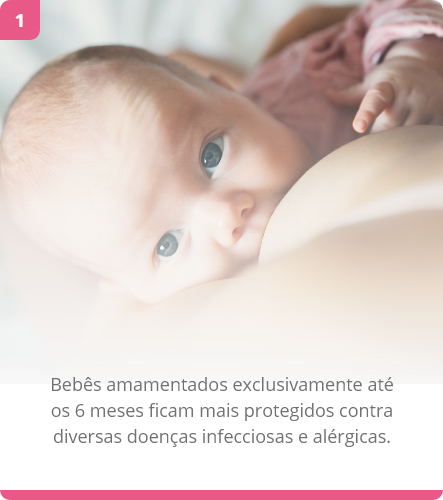 1
Bebês amamentados exclusivamente até
os 6 meses ficam mais protegidos contra
diversas doenças infecciosas e alérgicas.